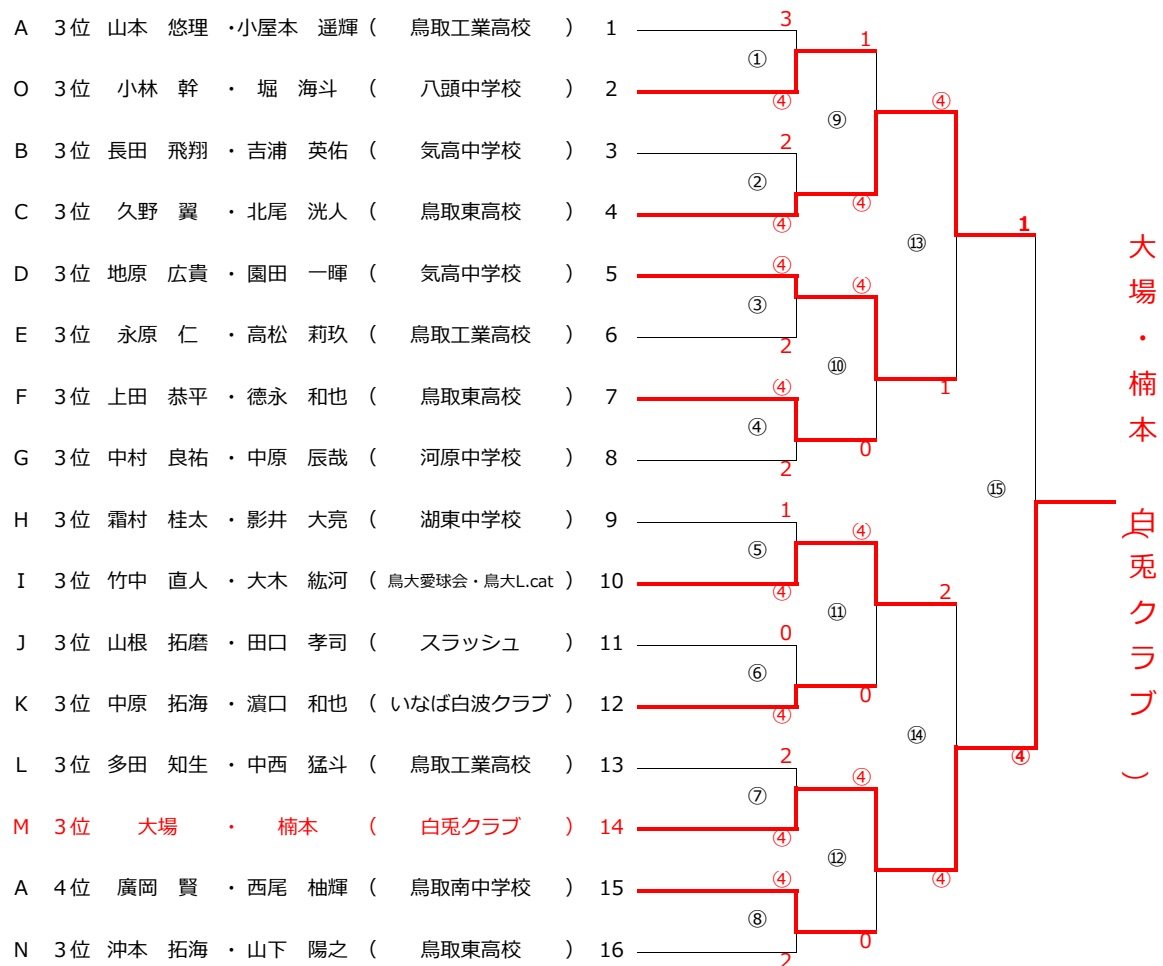 A 3位 山本 悠理 ・小屋本 遥輝 ( 鳥取工業高校 ) 1
O 3位 小林 幹 ・ 堀 海斗 ( 八頭中学校 ) 2
B 3位 長田 飛翔 ・ 吉浦 英佑 ( 気高中学校 ) 3
C 3位 久野 翼 ・ 北尾 洸人 ( 鳥取東高校 ) 4
D 3位 地原 広貴 ・ 園田 一暉 ( 気高中学校 ) 5
E 3位 永原 仁 ・ 高松 莉玖 ( 鳥取工業高校 ) 6
F 3位 上田 恭平 ・ 德永 和也 ( 鳥取東高校 ) 7
G 3位 中村 良祐 ・ 中原 辰哉 ( 河原中学校 ) 8
H 3位 霜村 桂太 ・ 影井 大亮 ( 湖東中学校 ) 9
I 3位 竹中 直人 ・ 大木 紘河 ( 鳥大愛球会・鳥大L.cat ) 10
J 3位 山根 拓磨 ・ 田口 孝司 ( スラッシュ ) 11
K 3位 中原 拓海 ・ 濵口 和也 ( いなば白波クラブ ) 12
L 3位 多田 知生 ・ 中西 猛斗 ( 鳥取工業高校 ) 13
M 3位 大場 ・ 楠本 ( 白兎クラブ ) 14
A 4位 廣岡 賢 ・ 西尾 柚輝 ( 鳥取南中学校 ) 15
N 3位 沖本 拓海 ・ 山下 陽之 ( 鳥取東高校 ) 16
3
①
④
2
②
④
④
③
2
④
④
2
1
⑤
④
0
⑥
④
2
⑦
④
④
⑧
2
1
⑨
④
④
⑩
0
④
⑪
0
④
⑫
0
④
⑬
1
2
⑭
④
1
⑮
④
大場・楠本 (白兎クラブ )